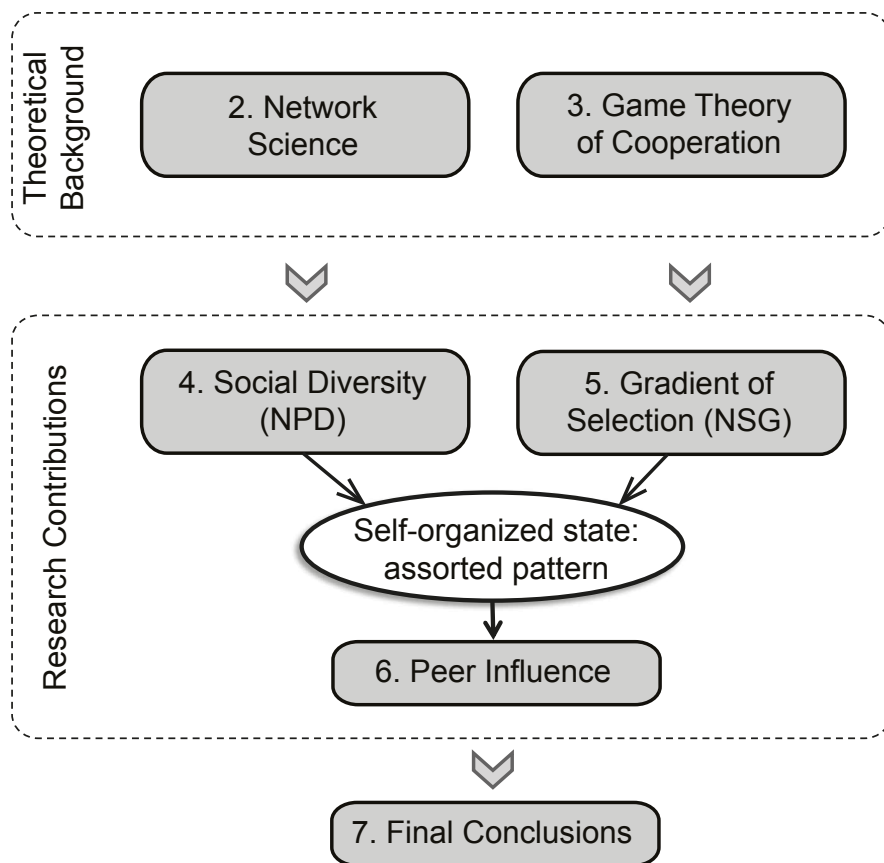 Theoretical
Background
2. Network
Science
3. Game Theory
of Cooperation
Research Contributions
4. Social Diversity
(NPD)
5. Gradient of
Selection (NSG)
Self-organized state:
assorted pattern
6. Peer Influence
7. Final Conclusions